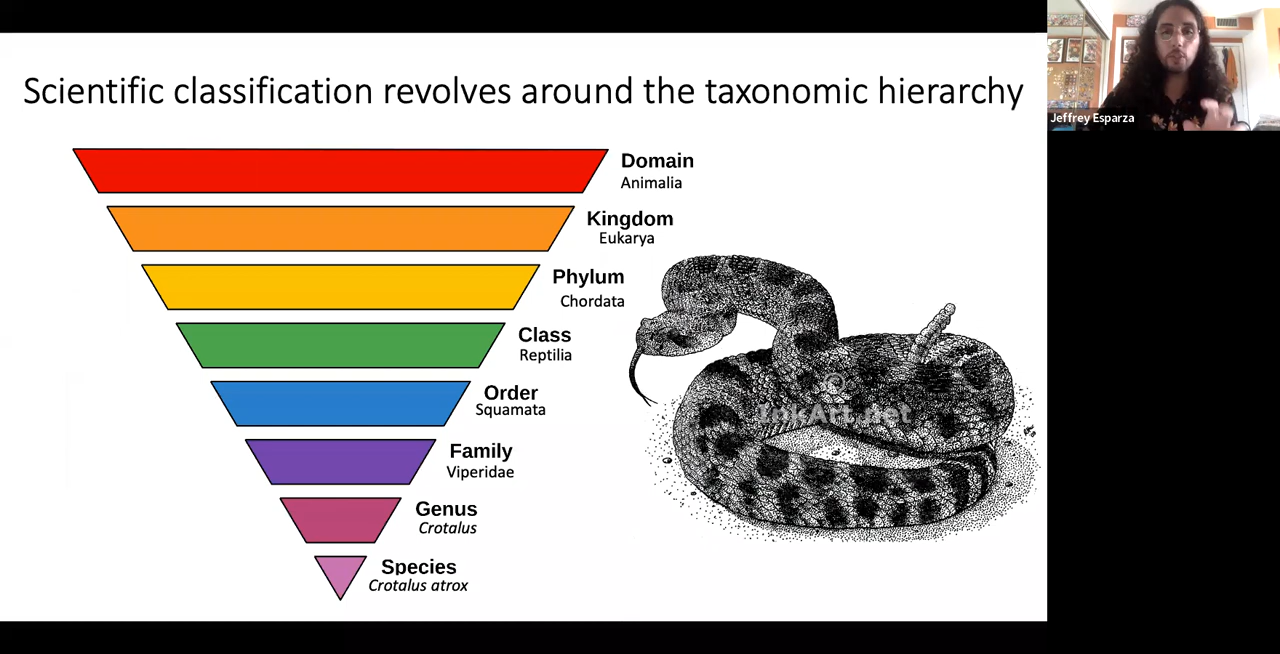 Scientific classification revolves around the taxonomic hierarchy
Domain
Animalia
Kingdom
Eukarya
Phylum
Chordata
Class
Reptilia
Order
Squamata
Family
Viperidae
Genus
Crotalus
Species
Crotalus atrox
InkArt.net
Jeffrey Esparza